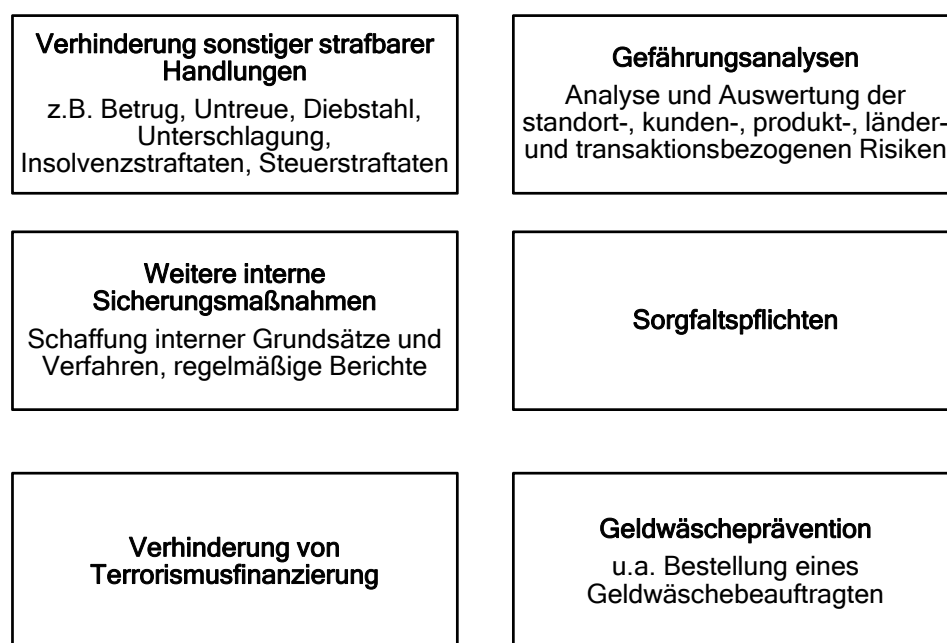 Verhinderung sonstiger strafbarer
Handlungen
z.B. Betrug, Untreue, Diebstahl,
Unterschlagung,
Insolvenzstraftaten, Steuerstraftaten
Gefährungsanalysen
Analyse und Auswertung der
standort-, kunden-, produkt-, länder-
und transaktionsbezogenen Risiken
Weitere interne
Sicherungsmaßnahmen
Schaffung interner Grundsätze und
Verfahren, regelmäßige Berichte
Sorgfaltspflichten
Verhinderung von
Terrorismusfinanzierung
Geldwäscheprävention
u.a. Bestellung eines
Geldwäschebeauftragten